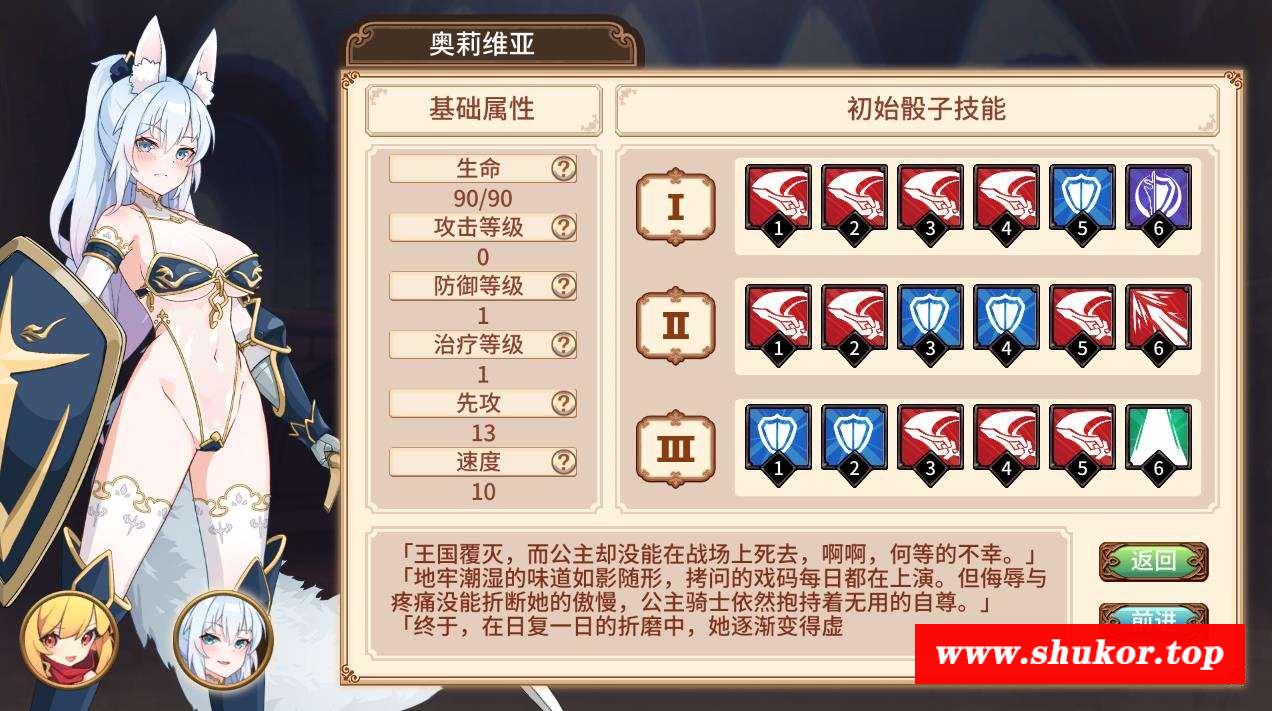 奥莉维亚
基础属性
初始骰子技能
生命 ?
90/90
攻击等级 ?
0
防御等级 ?
1
治疗等级 ?
1
先攻 ?
13
速度 ?
10
I
1 2 3 4 5 6
II
1 2 3 4 5 6
III
1 2 3 4 5 6
「王国覆灭，而公主却没能在战场上死去，啊啊，何等的不幸。」
「地牢潮湿的味道如影随形，拷问的戏码每日都在上演。但侮辱与
疼痛没能折断她的傲慢，公主骑士依然抱持着无用的自尊。」
「终于，在日复一日的折磨中，她逐渐变得虚
返回
前进
www.shukor.top